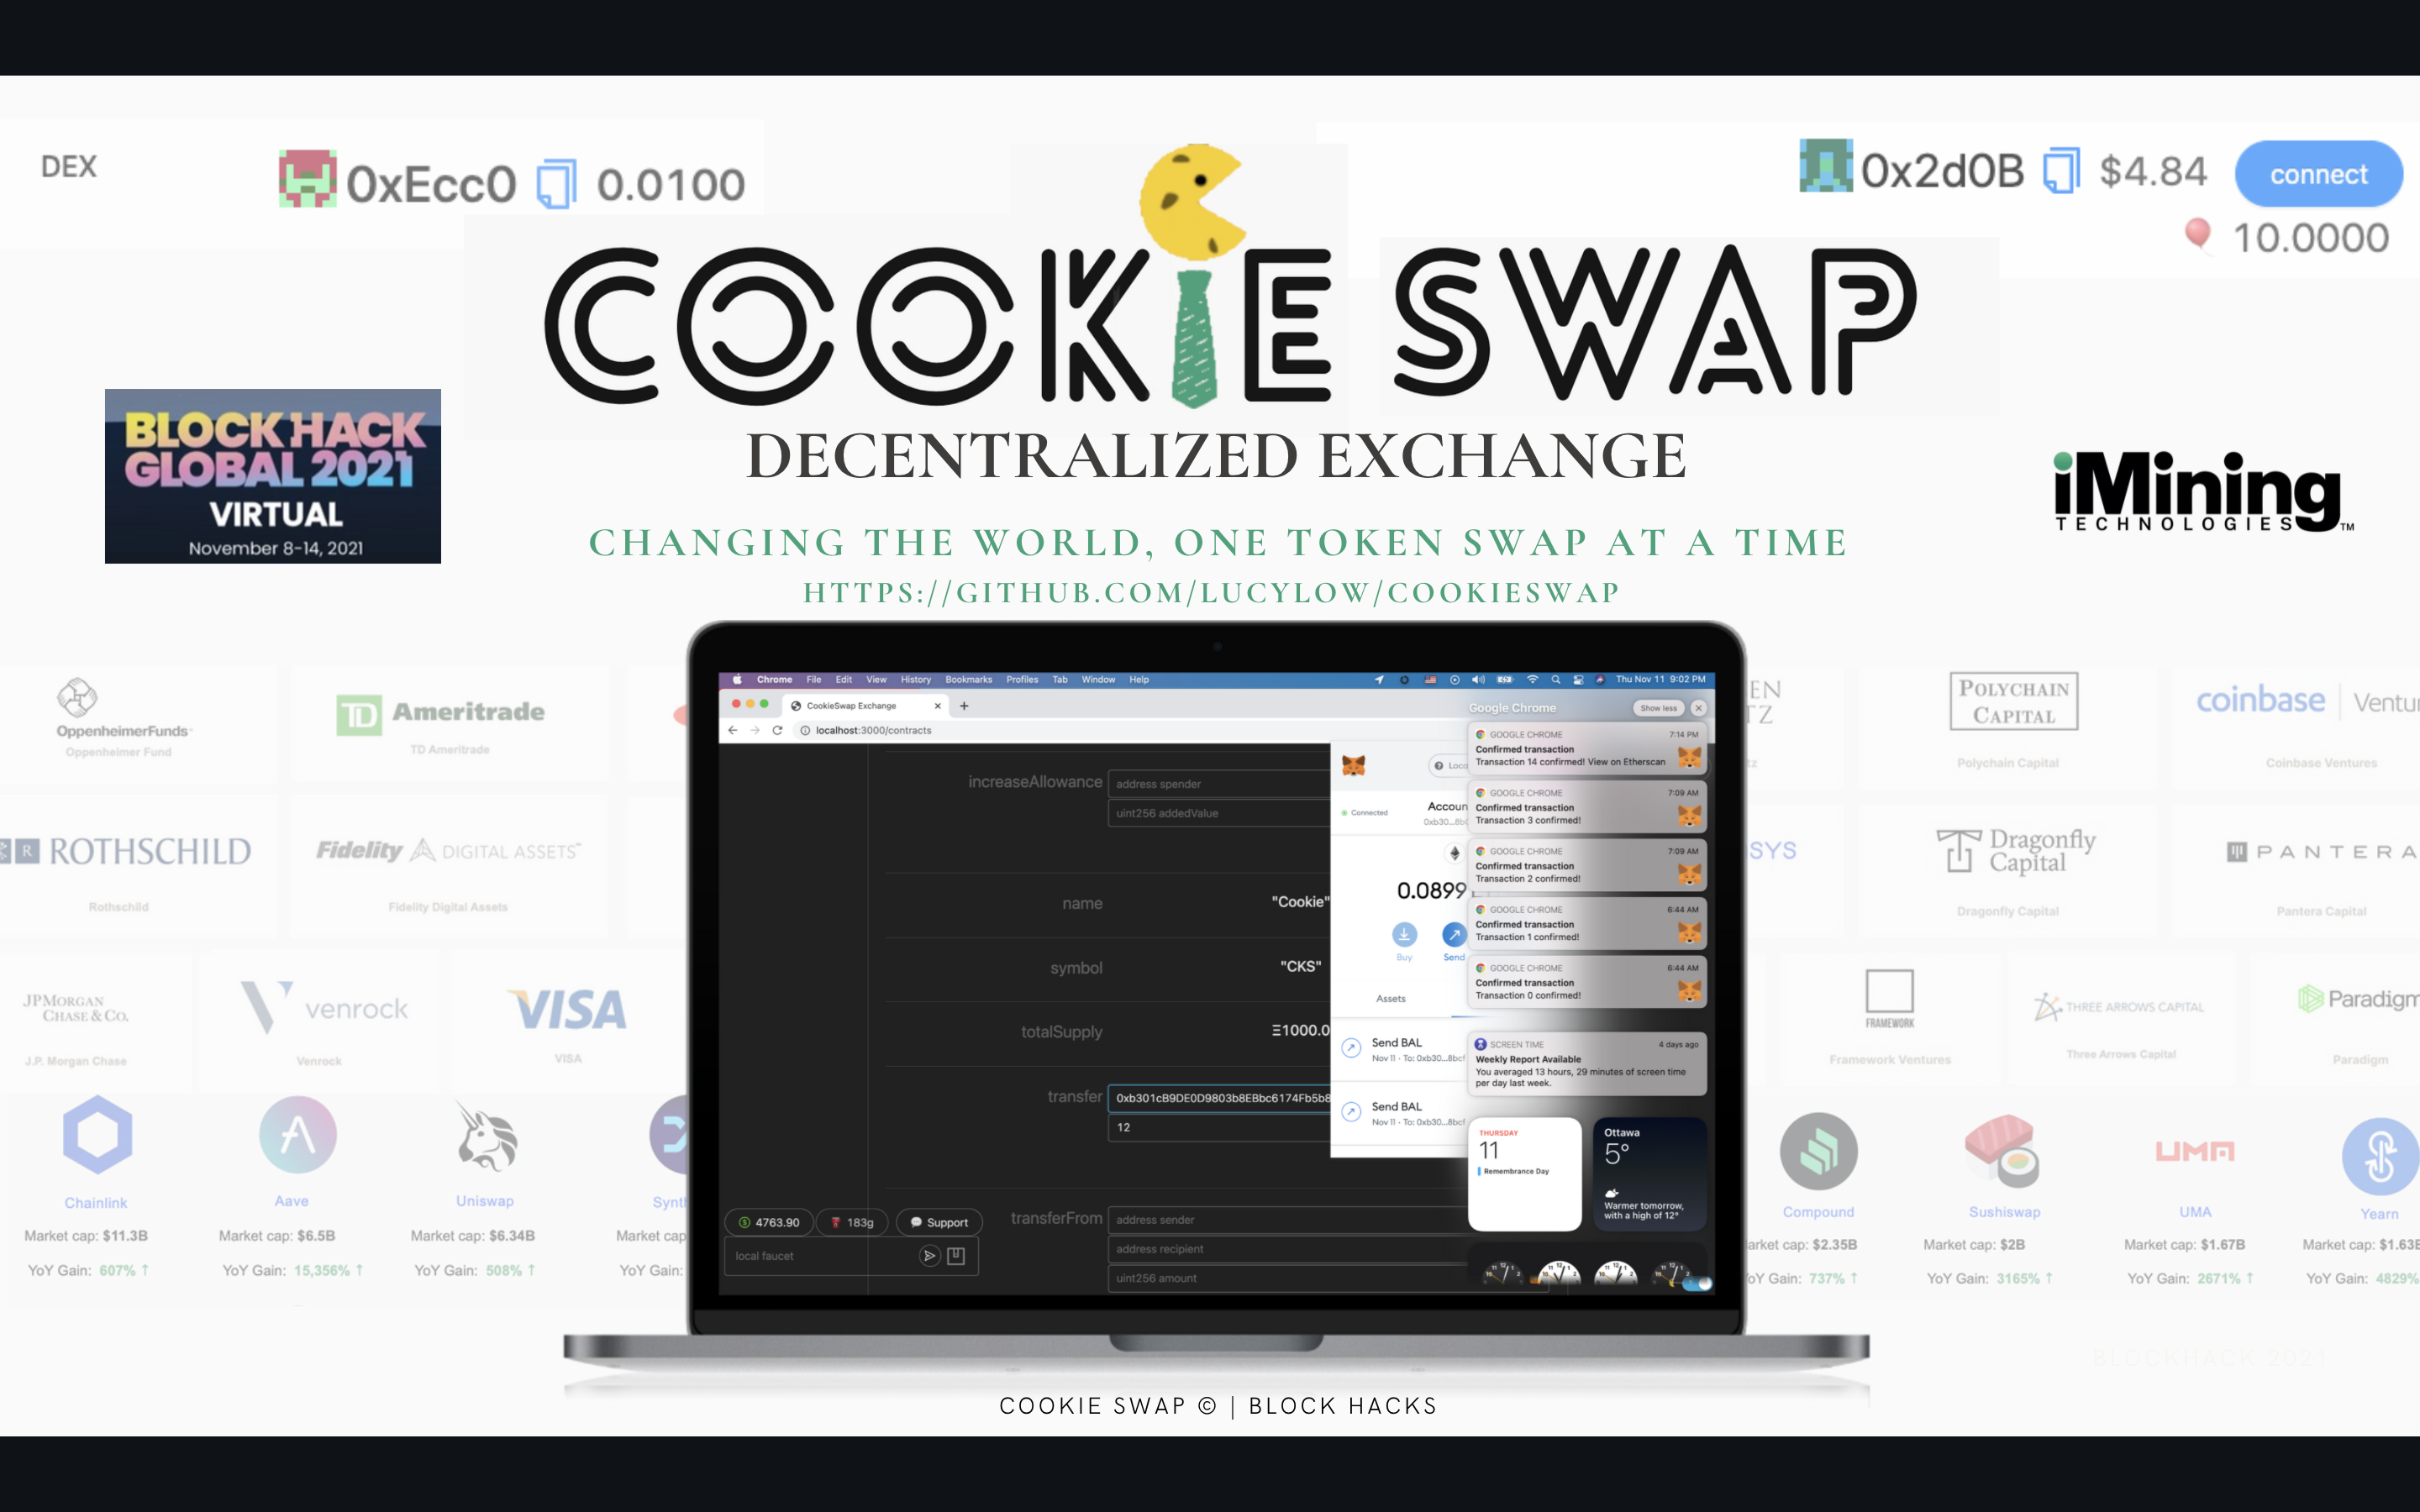 DEX
0xEcc0 0.0100
0x2d0B $4.84 connect
10.0000
COOKIE SWAP
DECENTRALIZED EXCHANGE
CHANGING THE WORLD, ONE TOKEN SWAP AT A TIME
HTTPS://GITHUB.COM/LUCYLOW/COOKIESWAP
BLOCKHACK
GLOBAL 2021
VIRTUAL
November 8-14, 2021
iMining
TECHNOLOGIES™
OppenheimerFunds
Oppenheimer Fund
TD Ameritrade
TD Ameritrade
R ROTHSCHILD
Rothschild
Fidelity DIGITAL ASSETS℠
Fidelity Digital Assets
JPMORGAN
CHASE & CO.
J.P. Morgan Chase
venrock
Venrock
VISA
VISA
Chainlink
Market cap: $11.3B
YoY Gain: 607% ↑
Aave
Market cap: $6.5B
YoY Gain: 15,356% ↑
Uniswap
Market cap: $6.34B
YoY Gain: 508% ↑
Synt
Market cap
YoY Gain:
Chrome File Edit View History Bookmarks Profiles Tab Window Help Thu Nov 11 9:02 PM
CookieSwap Exchange
localhost:3000/contracts
increaseAllowance
address spender
uint256 addedValue
name "Cookie"
symbol "CKS"
totalSupply Ξ1000.0
transfer
0xb301cB9DE0D9803b8EBbc6174Fb5b8
12
transferFrom
address sender
address recipient
uint256 amount
4763.90 183g Support
local faucet
Loca
Connected
Accoun
0xb30...8b
0.0899
Buy Send
Assets
Send BAL
Nov 11 · To: 0xb30...8bcf
Send BAL
Nov 11 · To: 0xb30...8bcf
Google Chrome Show less
GOOGLE CHROME 7:14 PM
Confirmed transaction
Transaction 14 confirmed! View on Etherscan
GOOGLE CHROME 7:09 AM
Confirmed transaction
Transaction 3 confirmed!
GOOGLE CHROME 7:09 AM
Confirmed transaction
Transaction 2 confirmed!
GOOGLE CHROME 6:44 AM
Confirmed transaction
Transaction 1 confirmed!
GOOGLE CHROME 6:44 AM
Confirmed transaction
Transaction 0 confirmed!
SCREEN TIME 4 days ago
Weekly Report Available
You averaged 13 hours, 29 minutes of screen time
per day last week.
THURSDAY
11
Remembrance Day
Ottawa
5°
Warmer tomorrow,
with a high of 12°
EN
TZ
tz
POLYCHAIN
CAPITAL
Polychain Capital
coinbase Ventu
Coinbase Ventures
SYS
Dragonfly
Capital
Dragonfly Capital
PANTERA
Pantera Capital
FRAMEWORK
Framework Ventures
THREE ARROWS CAPITAL
Three Arrows Capital
Paradigm
Paradigm
Compound
arket cap: $2.35B
oY Gain: 737% ↑
Sushiswap
Market cap: $2B
YoY Gain: 3165% ↑
UMA
UMA
Market cap: $1.67B
YoY Gain: 2671% ↑
Yearn
Market cap: $1.63B
YoY Gain: 4829%
BLOCKHACK 2021
COOKIE SWAP © | BLOCK HACKS